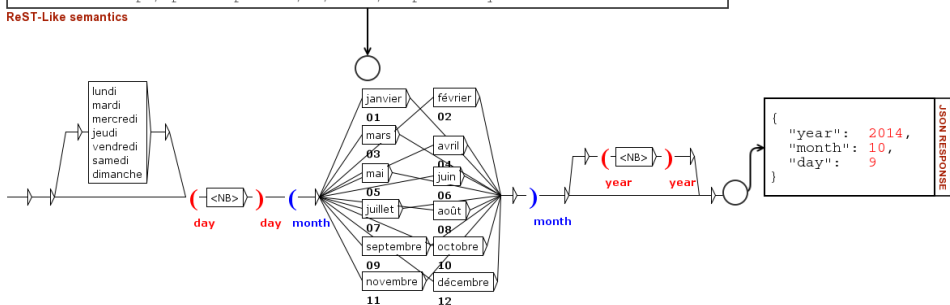 ReST-Like semantics
lundi
mardi
mercredi
jeudi
vendredi
samedi
dimanche
<NB>
( day
) day
( month
janvier
01
février
02
mars
03
avril
04
mai
05
juin
06
juillet
07
août
08
septembre
09
octobre
10
novembre
11
décembre
12
) month
( year
<NB>
) year
{
"year": 2014,
"month": 10,
"day": 9
}
JSON RESPONSE